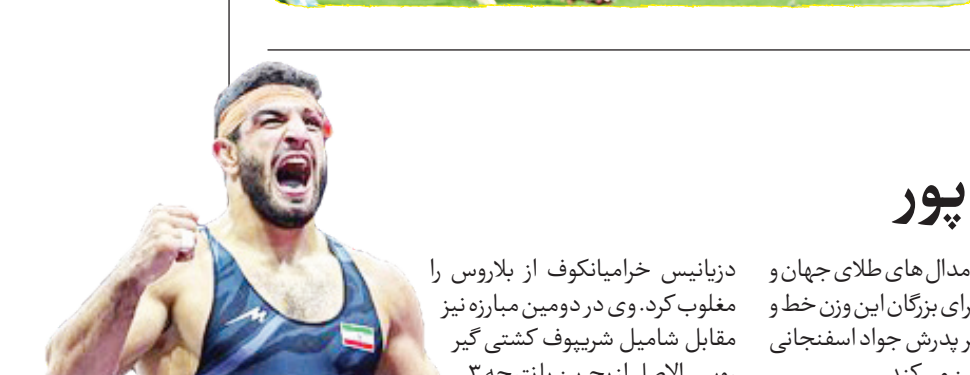 پور
مدال های طلای جهان و
رای بزرگان این وزن خط و
ر پدرش جواد اسفنجانی
دزیانیس خرامیانکوف از بلاروس را
مغلوب کرد. وی در دومین مبارزه نیز
مقابل شامیل شریپوف کشتی گیر